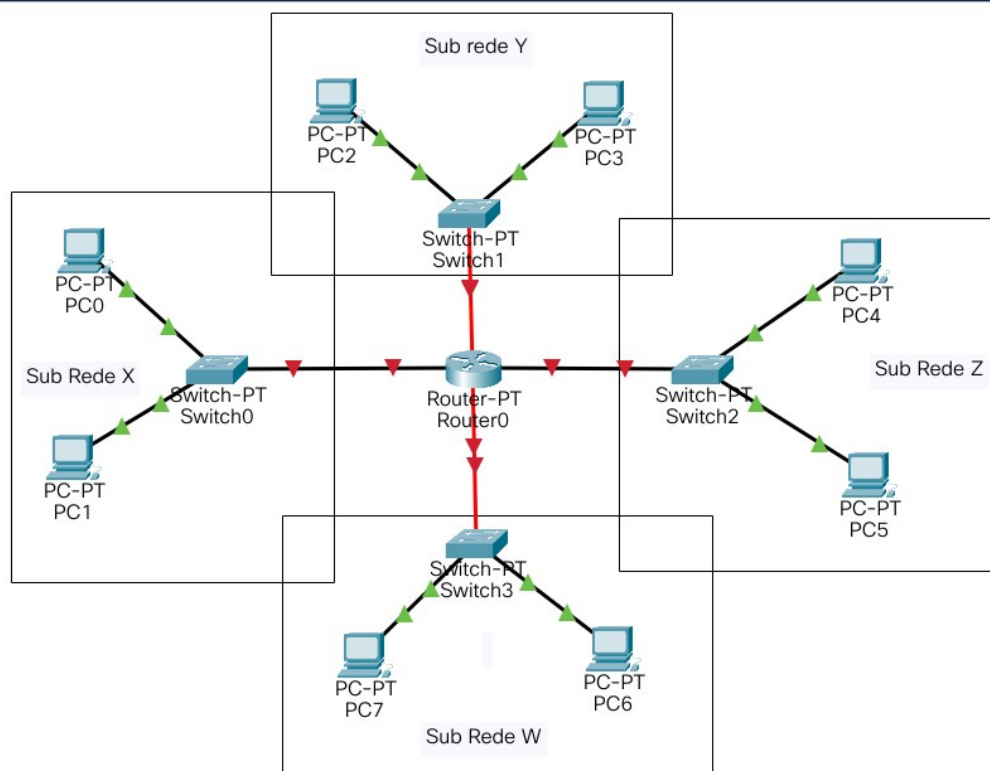 Sub rede Y
PC-PT
PC2
PC-PT
PC3
Switch-PT
Switch1
PC-PT
PC0
Sub Rede X
Switch-PT
Switch0
PC-PT
PC1
Router-PT
Router0
PC-PT
PC4
Sub Rede Z
Switch-PT
Switch2
PC-PT
PC5
Switch-PT
Switch3
PC-PT
PC7
PC-PT
PC6
Sub Rede W